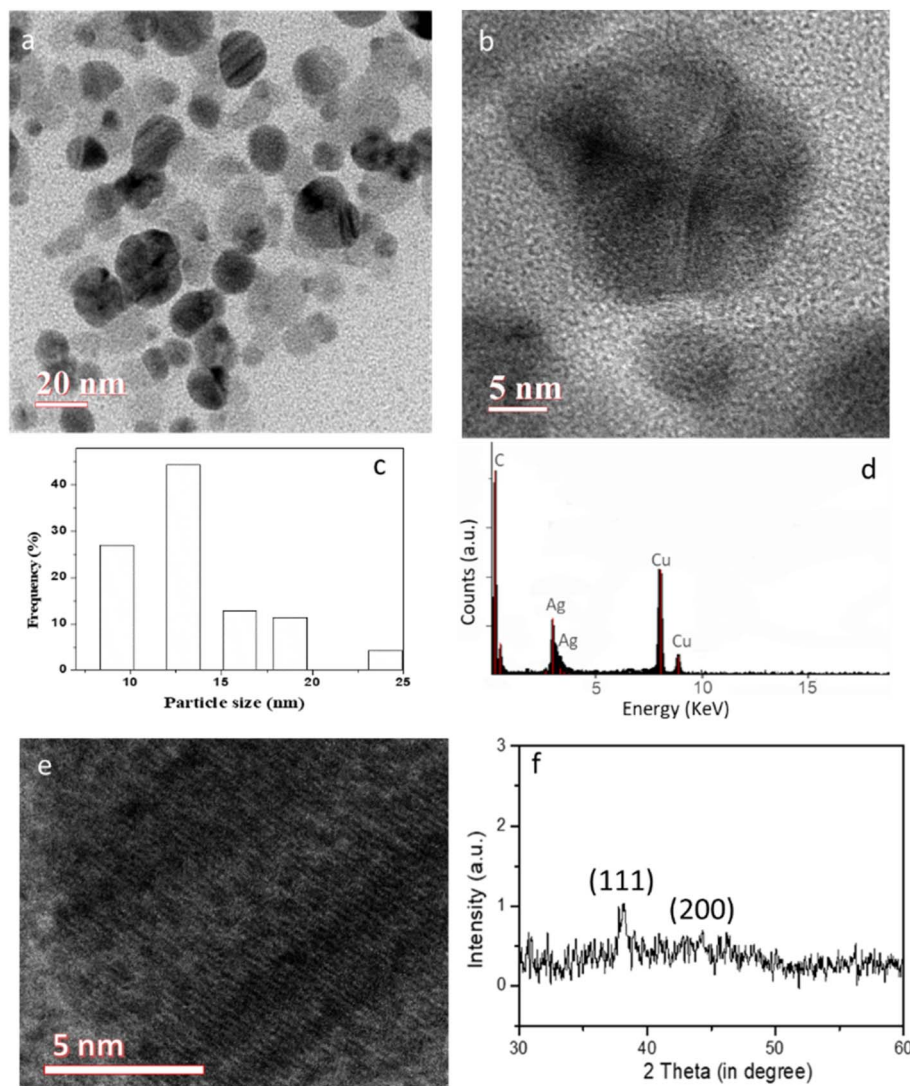 a
20 nm
b
5 nm
c
Frequency (%)
40
30
20
10
0
10 15 20 25
Particle size (nm)
d
Counts (a.u.)
C
Ag
Ag
Cu
Cu
5 10 15
Energy (KeV)
e
5 nm
f
Intensity (a.u.)
3
2
1
0
(111)
(200)
30 40 50 60
2 Theta (in degree)